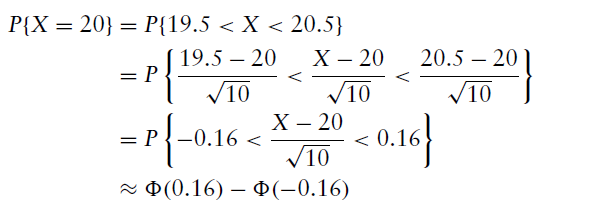 P{X = 20} = P{19.5 < X < 20.5}
= P { (19.5 − 20)/√10 < (X − 20)/√10 < (20.5 − 20)/√10 }
= P { −0.16 < (X − 20)/√10 < 0.16 }
≈ Φ(0.16) − Φ(−0.16)